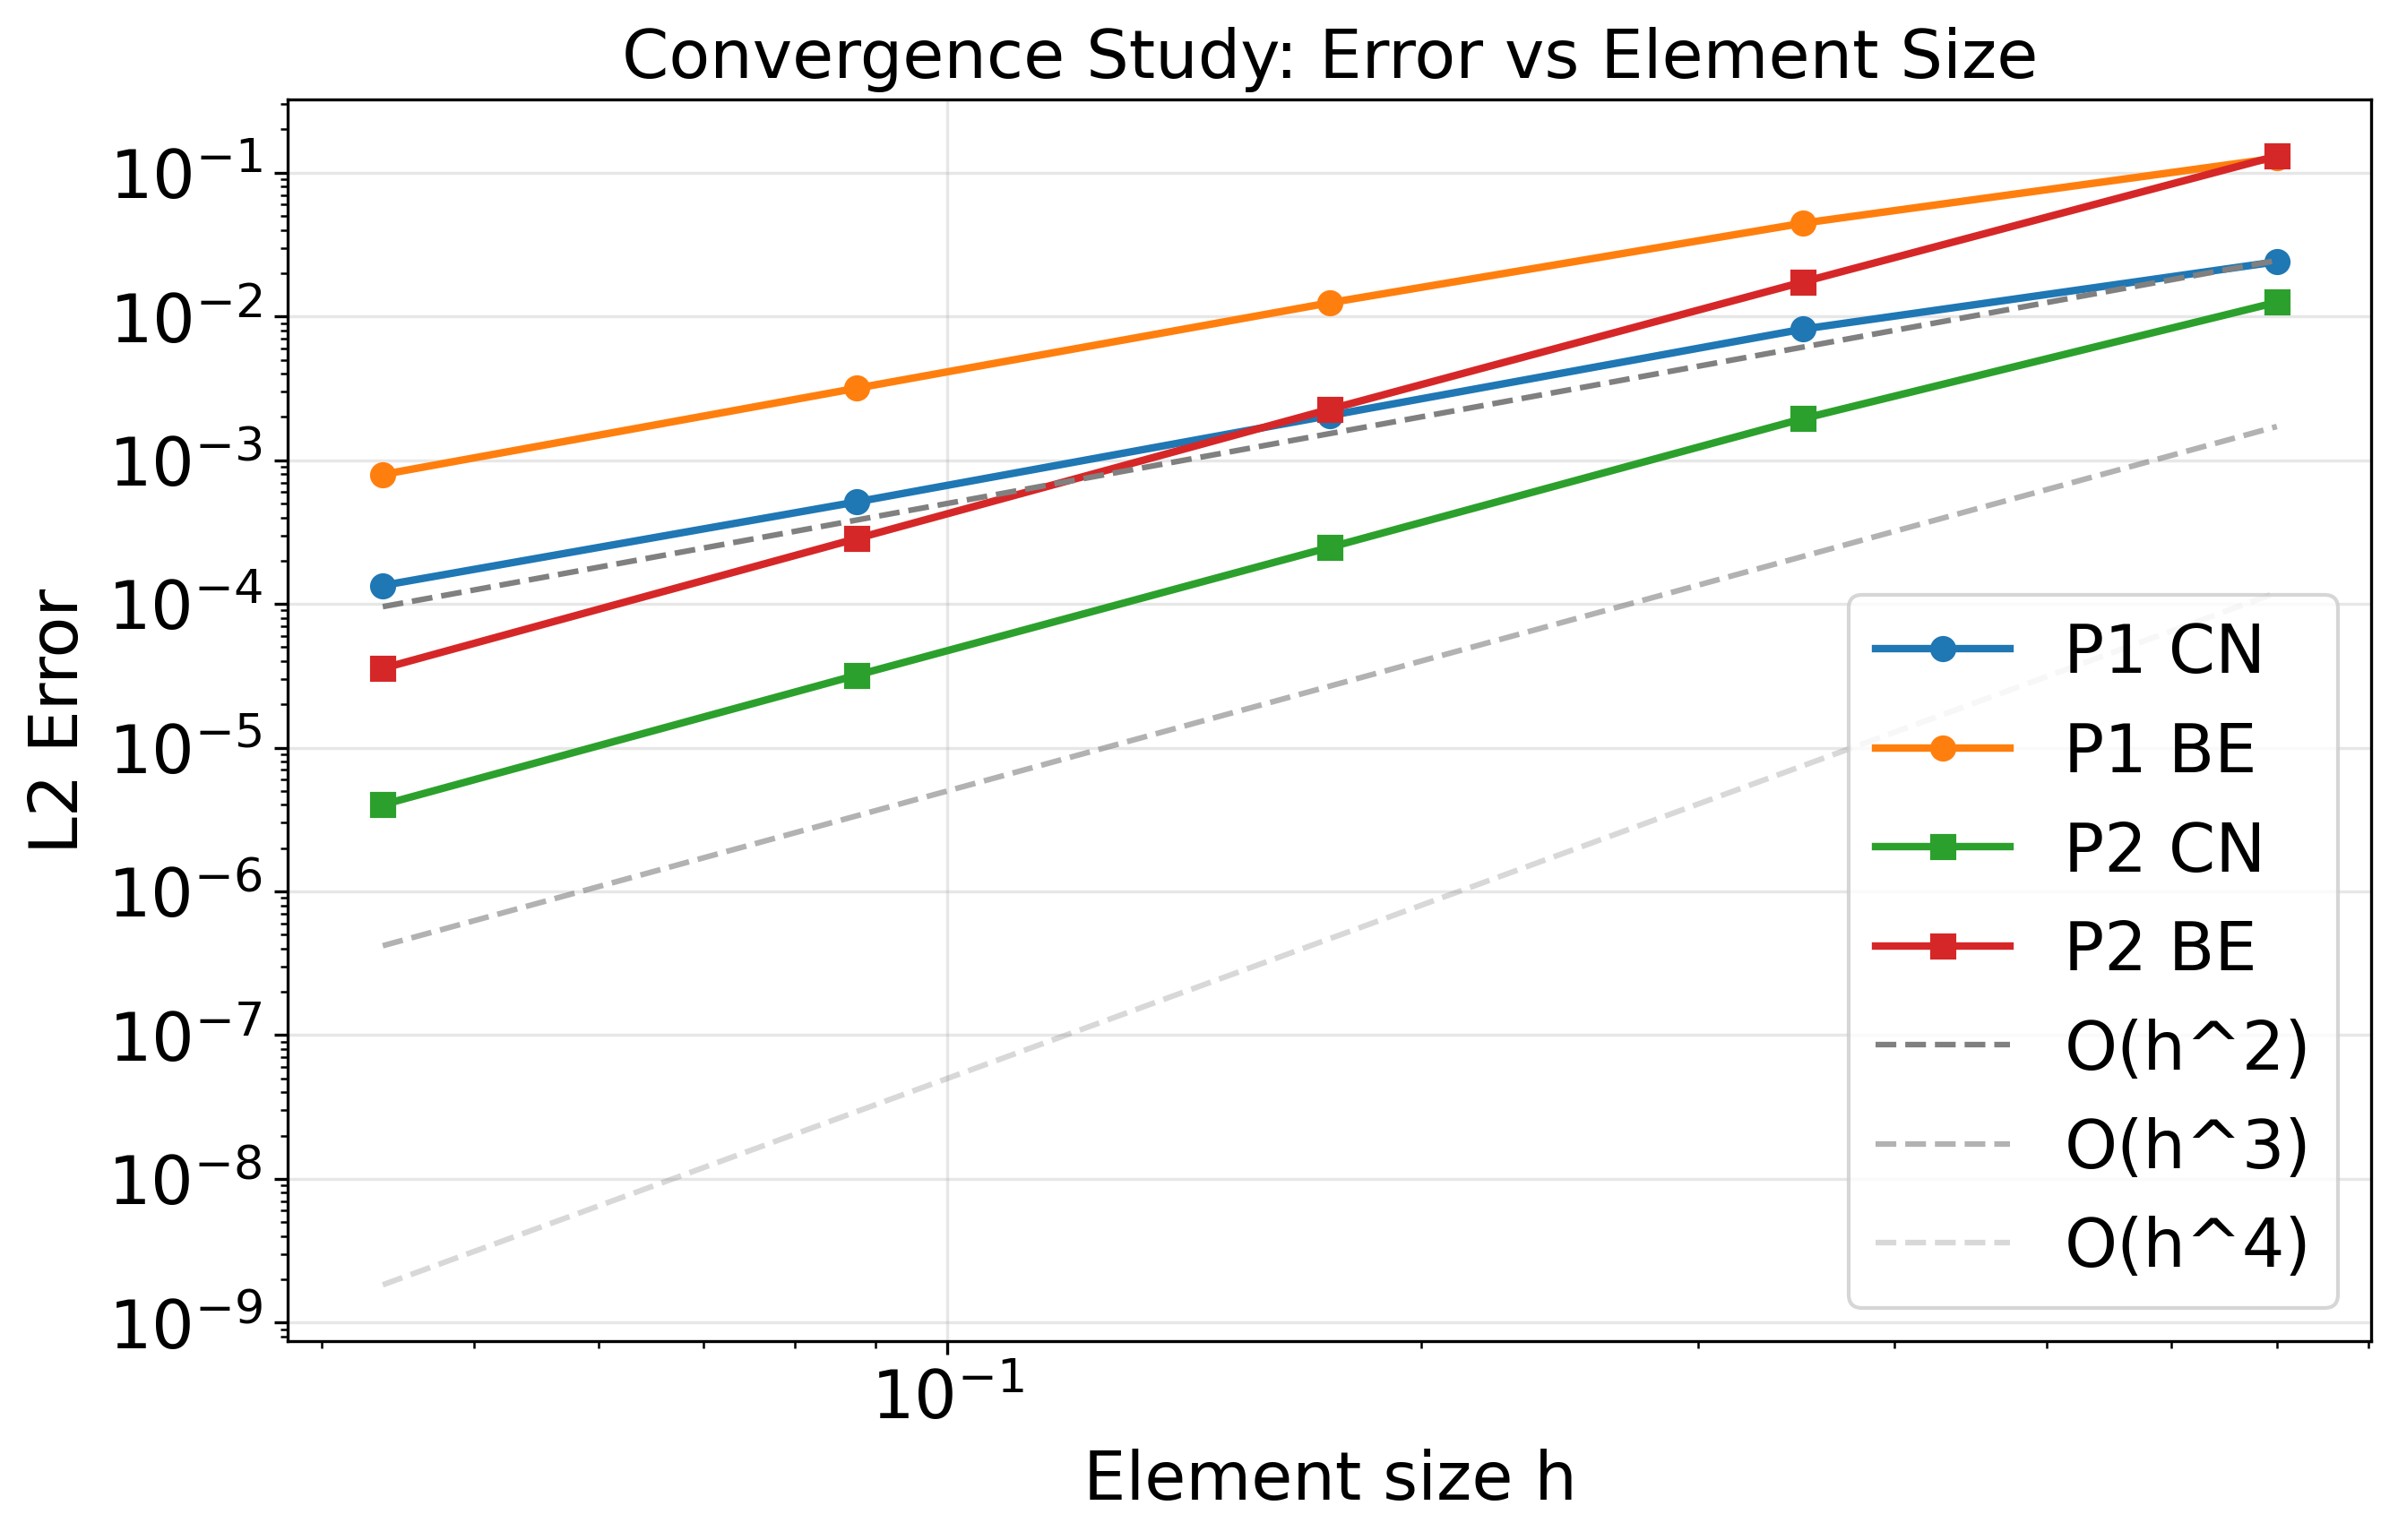 Convergence Study: Error vs Element Size
L2 Error
10⁻¹
10⁻²
10⁻³
10⁻⁴
10⁻⁵
10⁻⁶
10⁻⁷
10⁻⁸
10⁻⁹
P1 CN
P1 BE
P2 CN
P2 BE
O(h^2)
O(h^3)
O(h^4)
10⁻¹
Element size h